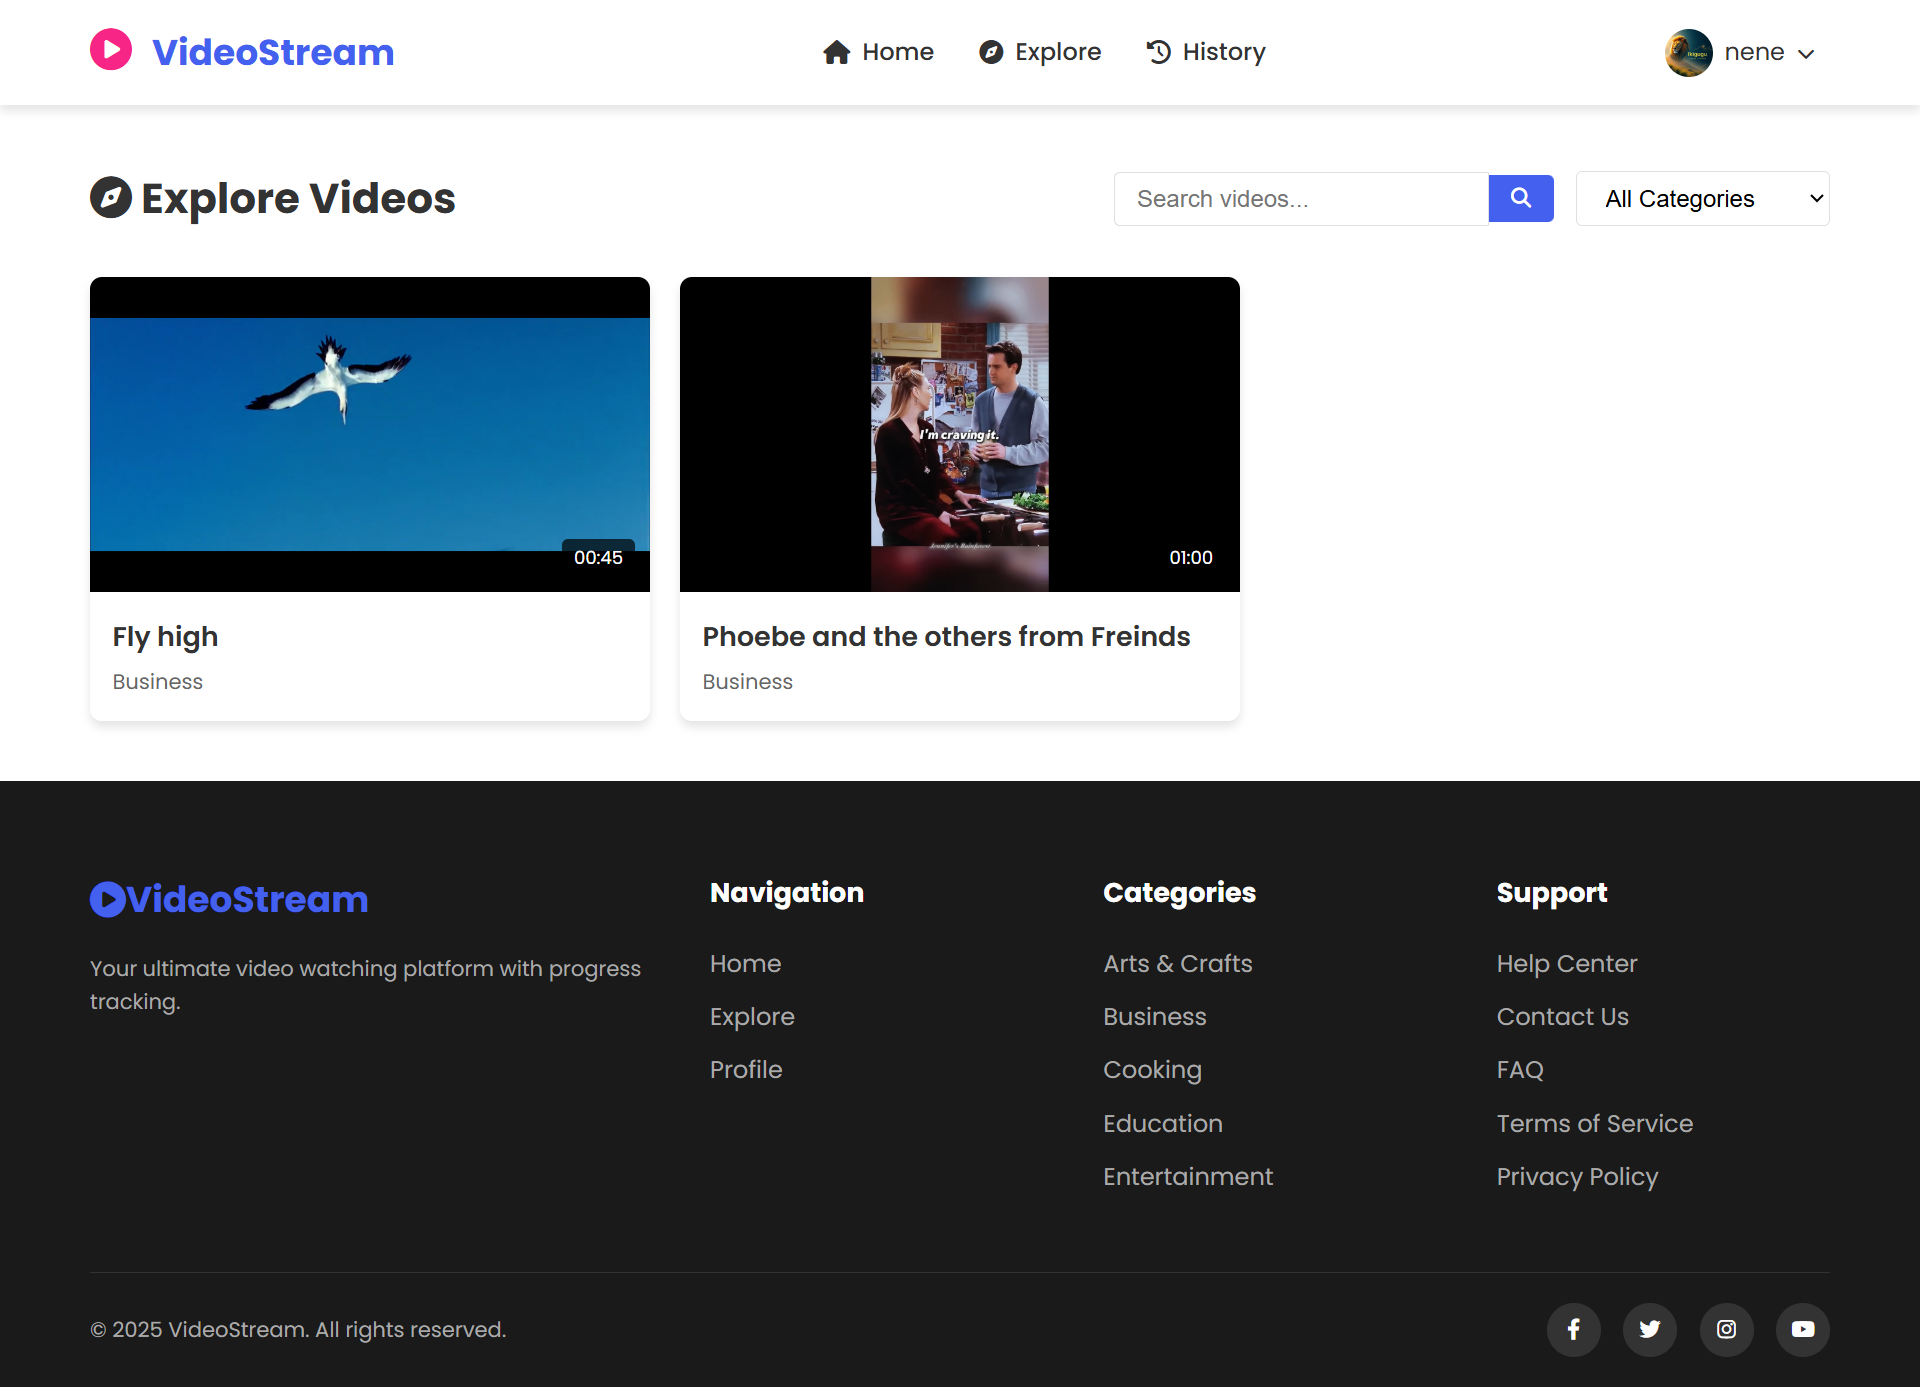 VideoStream
Home
Explore
History
nene
Explore Videos
Search videos...
All Categories
I'm craving it.
Jennifer's Rainforest
00:45
01:00
Fly high
Business
Phoebe and the others from Freinds
Business
VideoStream
Your ultimate video watching platform with progress
tracking.
Navigation
Home
Explore
Profile
Categories
Arts & Crafts
Business
Cooking
Education
Entertainment
Support
Help Center
Contact Us
FAQ
Terms of Service
Privacy Policy
© 2025 VideoStream. All rights reserved.